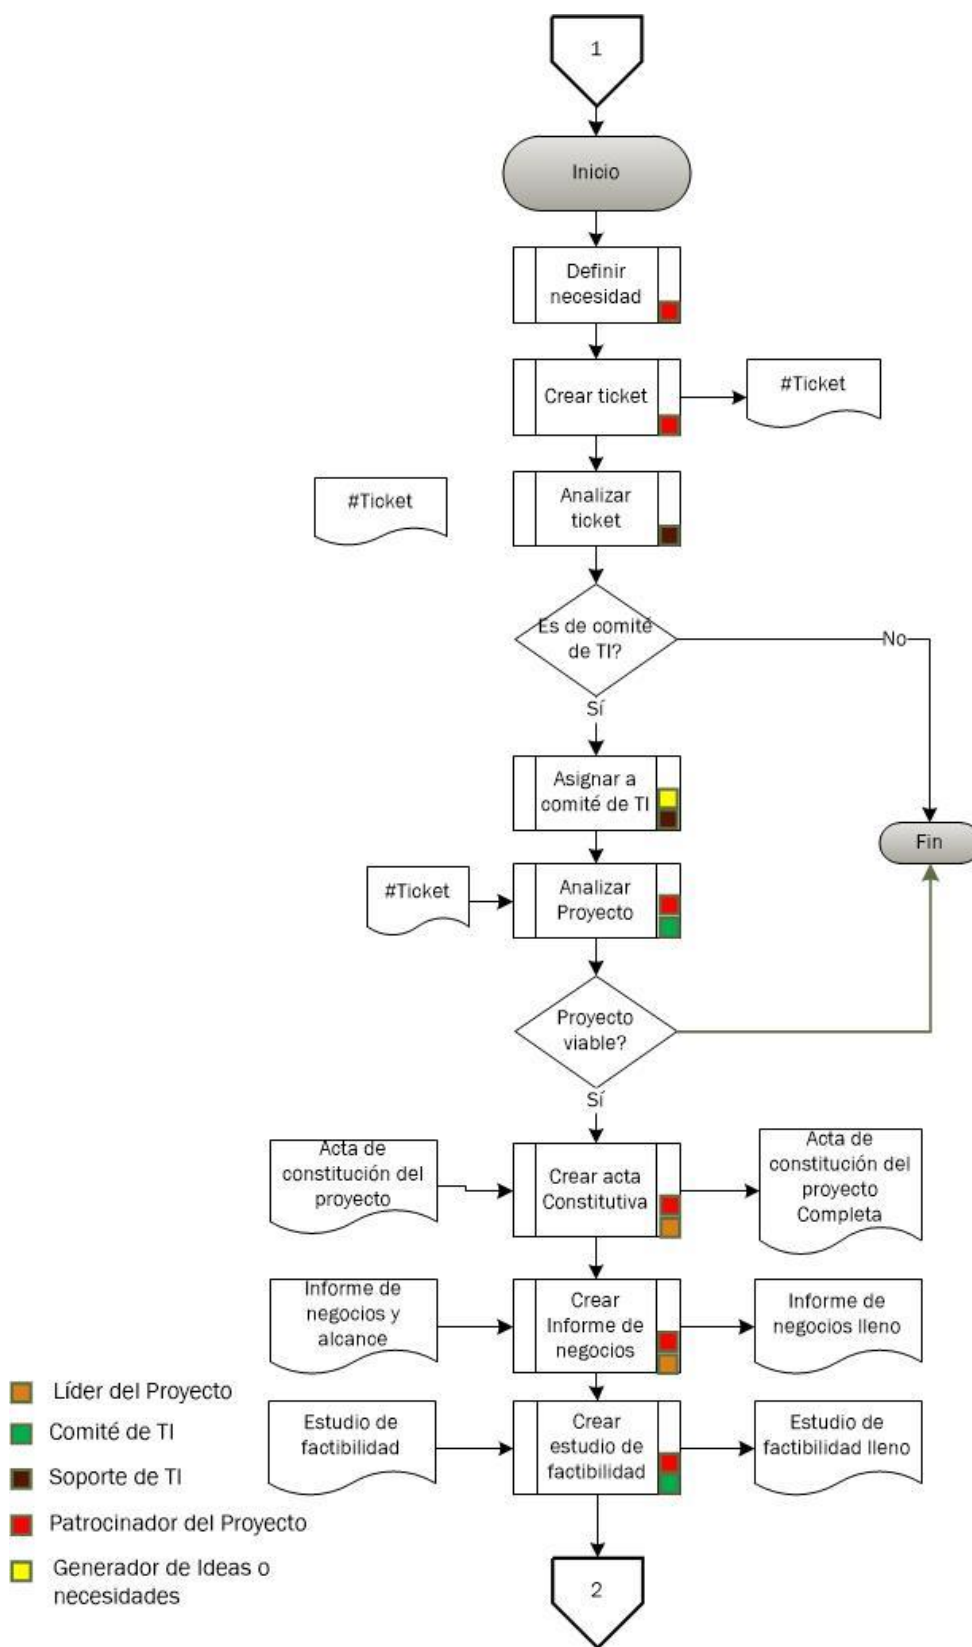 1
Inicio
Definir
necesidad
Crear ticket
#Ticket
#Ticket
Analizar
ticket
Es de comité
de TI?
No
Sí
Asignar a
comité de TI
Fin
#Ticket
Analizar
Proyecto
Proyecto
viable?
Sí
Acta de
constitución del
proyecto
Crear acta
Constitutiva
Acta de
constitución del
proyecto
Completa
Informe de
negocios y
alcance
Crear
Informe de
negocios
Informe de
negocios lleno
Estudio de
factibilidad
Crear
estudio de
factibilidad
Estudio de
factibilidad lleno
2
Líder del Proyecto
Comité de TI
Soporte de TI
Patrocinador del Proyecto
Generador de Ideas o
necesidades